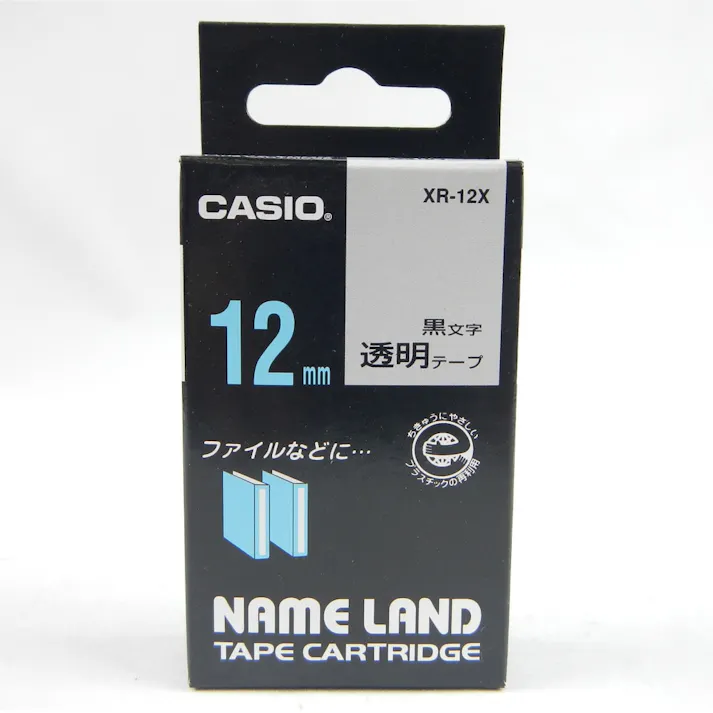 CASIO®
XR-12X
12mm
黒文字
透明テープ
ファイルなどに…
ちきゅうにやさしい
プラスチックの再利用
NAME LAND
TAPE CARTRIDGE